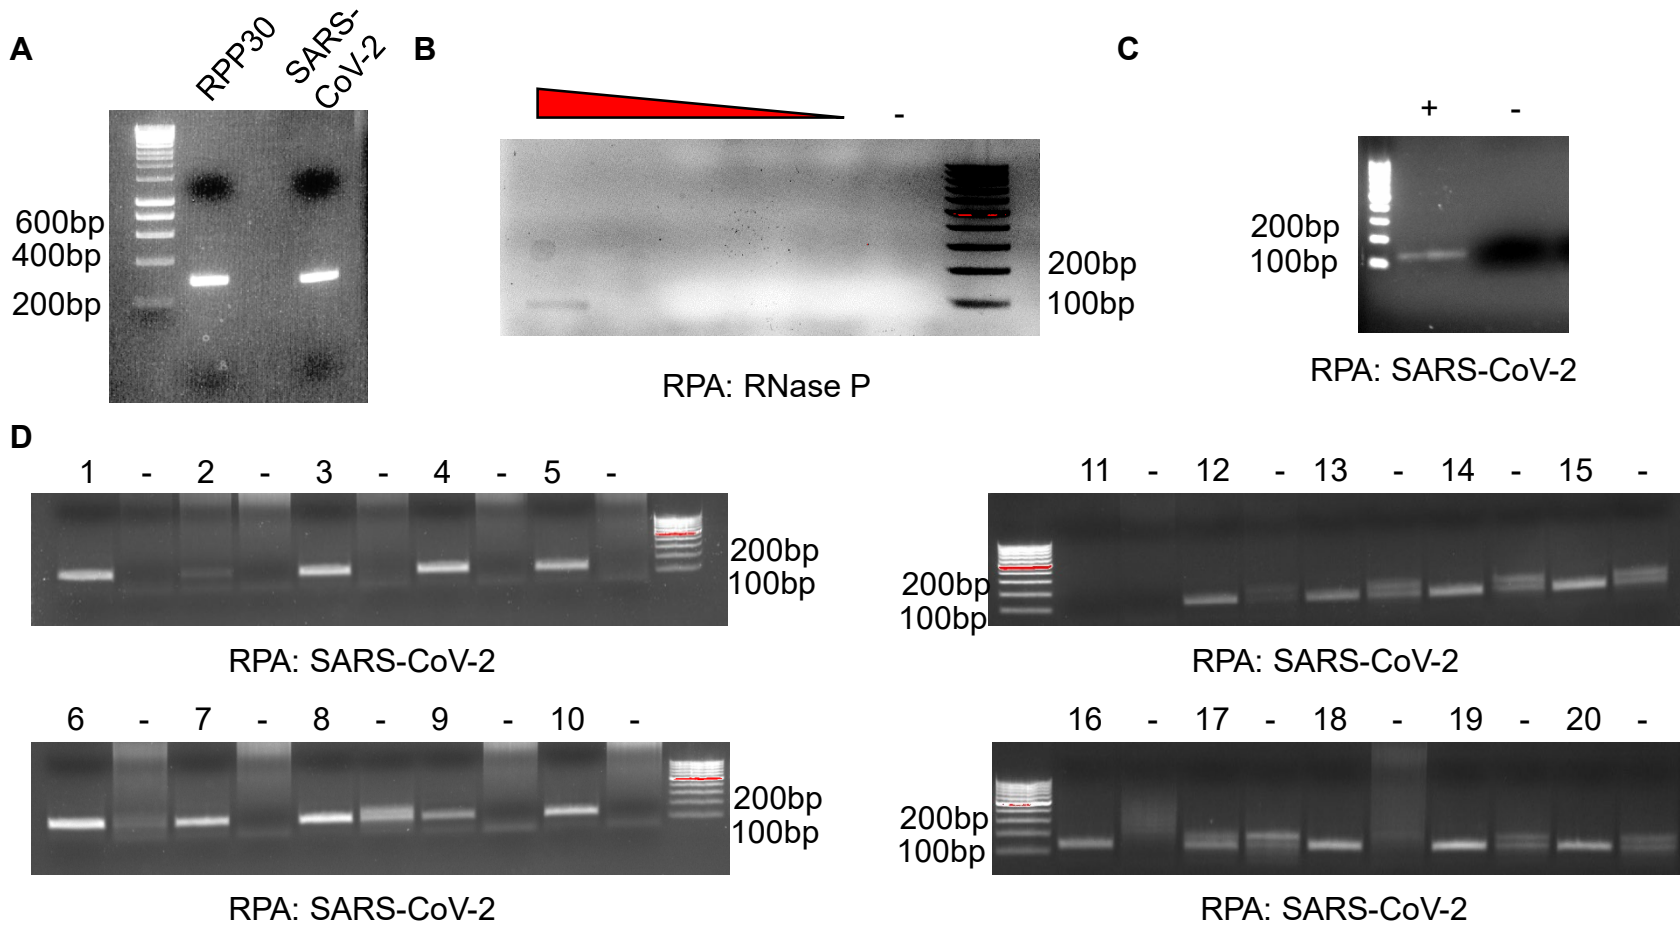 A
RPP30
SARS-
CoV-2
600bp
400bp
200bp
B
-
200bp
100bp
RPA: RNase P
C
+ -
200bp
100bp
RPA: SARS-CoV-2
D
1 - 2 - 3 - 4 - 5 -
200bp
100bp
RPA: SARS-CoV-2
11 - 12 - 13 - 14 - 15 -
200bp
100bp
RPA: SARS-CoV-2
6 - 7 - 8 - 9 - 10 -
200bp
100bp
RPA: SARS-CoV-2
16 - 17 - 18 - 19 - 20 -
200bp
100bp
RPA: SARS-CoV-2